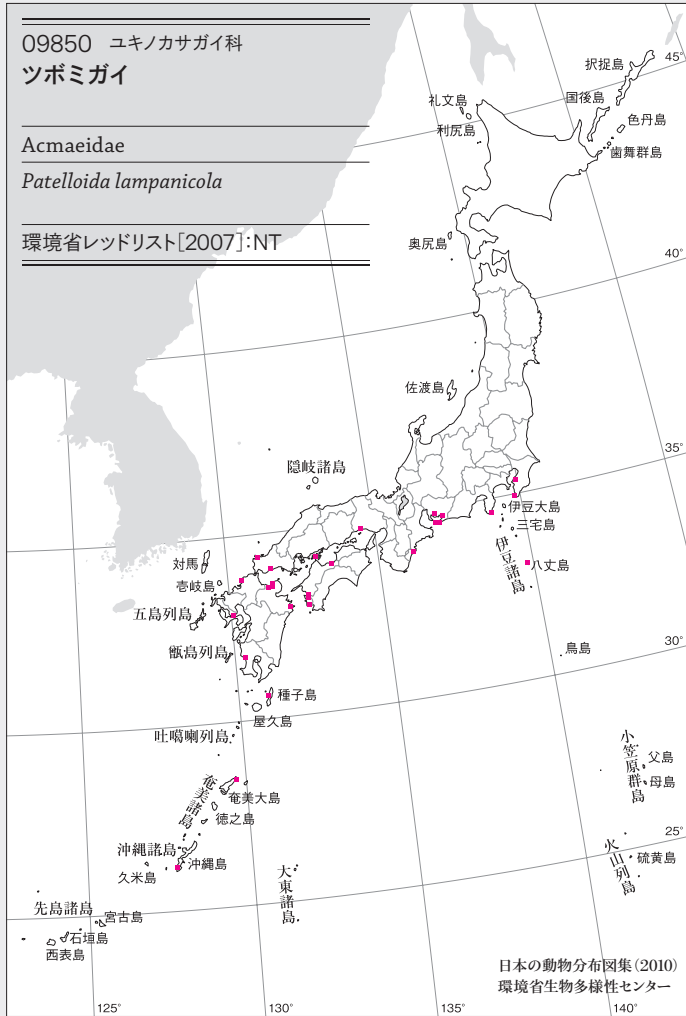 09850 ユキノカサガイ科
ツボミガイ
Acmaeidae
Patelloida lampanicola
環境省レッドリスト[2007]:NT
45°
択捉島
国後島
礼文島
色丹島
利尻島
歯舞群島
奥尻島
40°
佐渡島
35°
隠岐諸島
伊豆大島
三宅島
伊豆諸島
八丈島
対馬
壱岐島
五島列島
甑島列島
鳥島
30°
種子島
屋久島
吐噶喇列島
小笠原群島
父島
母島
奄美諸島
奄美大島
徳之島
25°
沖縄諸島
沖縄島
久米島
火山列島
硫黄島
大東諸島
先島諸島
宮古島
石垣島
西表島
日本の動物分布図集(2010)
環境省生物多様性センター
125°
130°
135°
140°